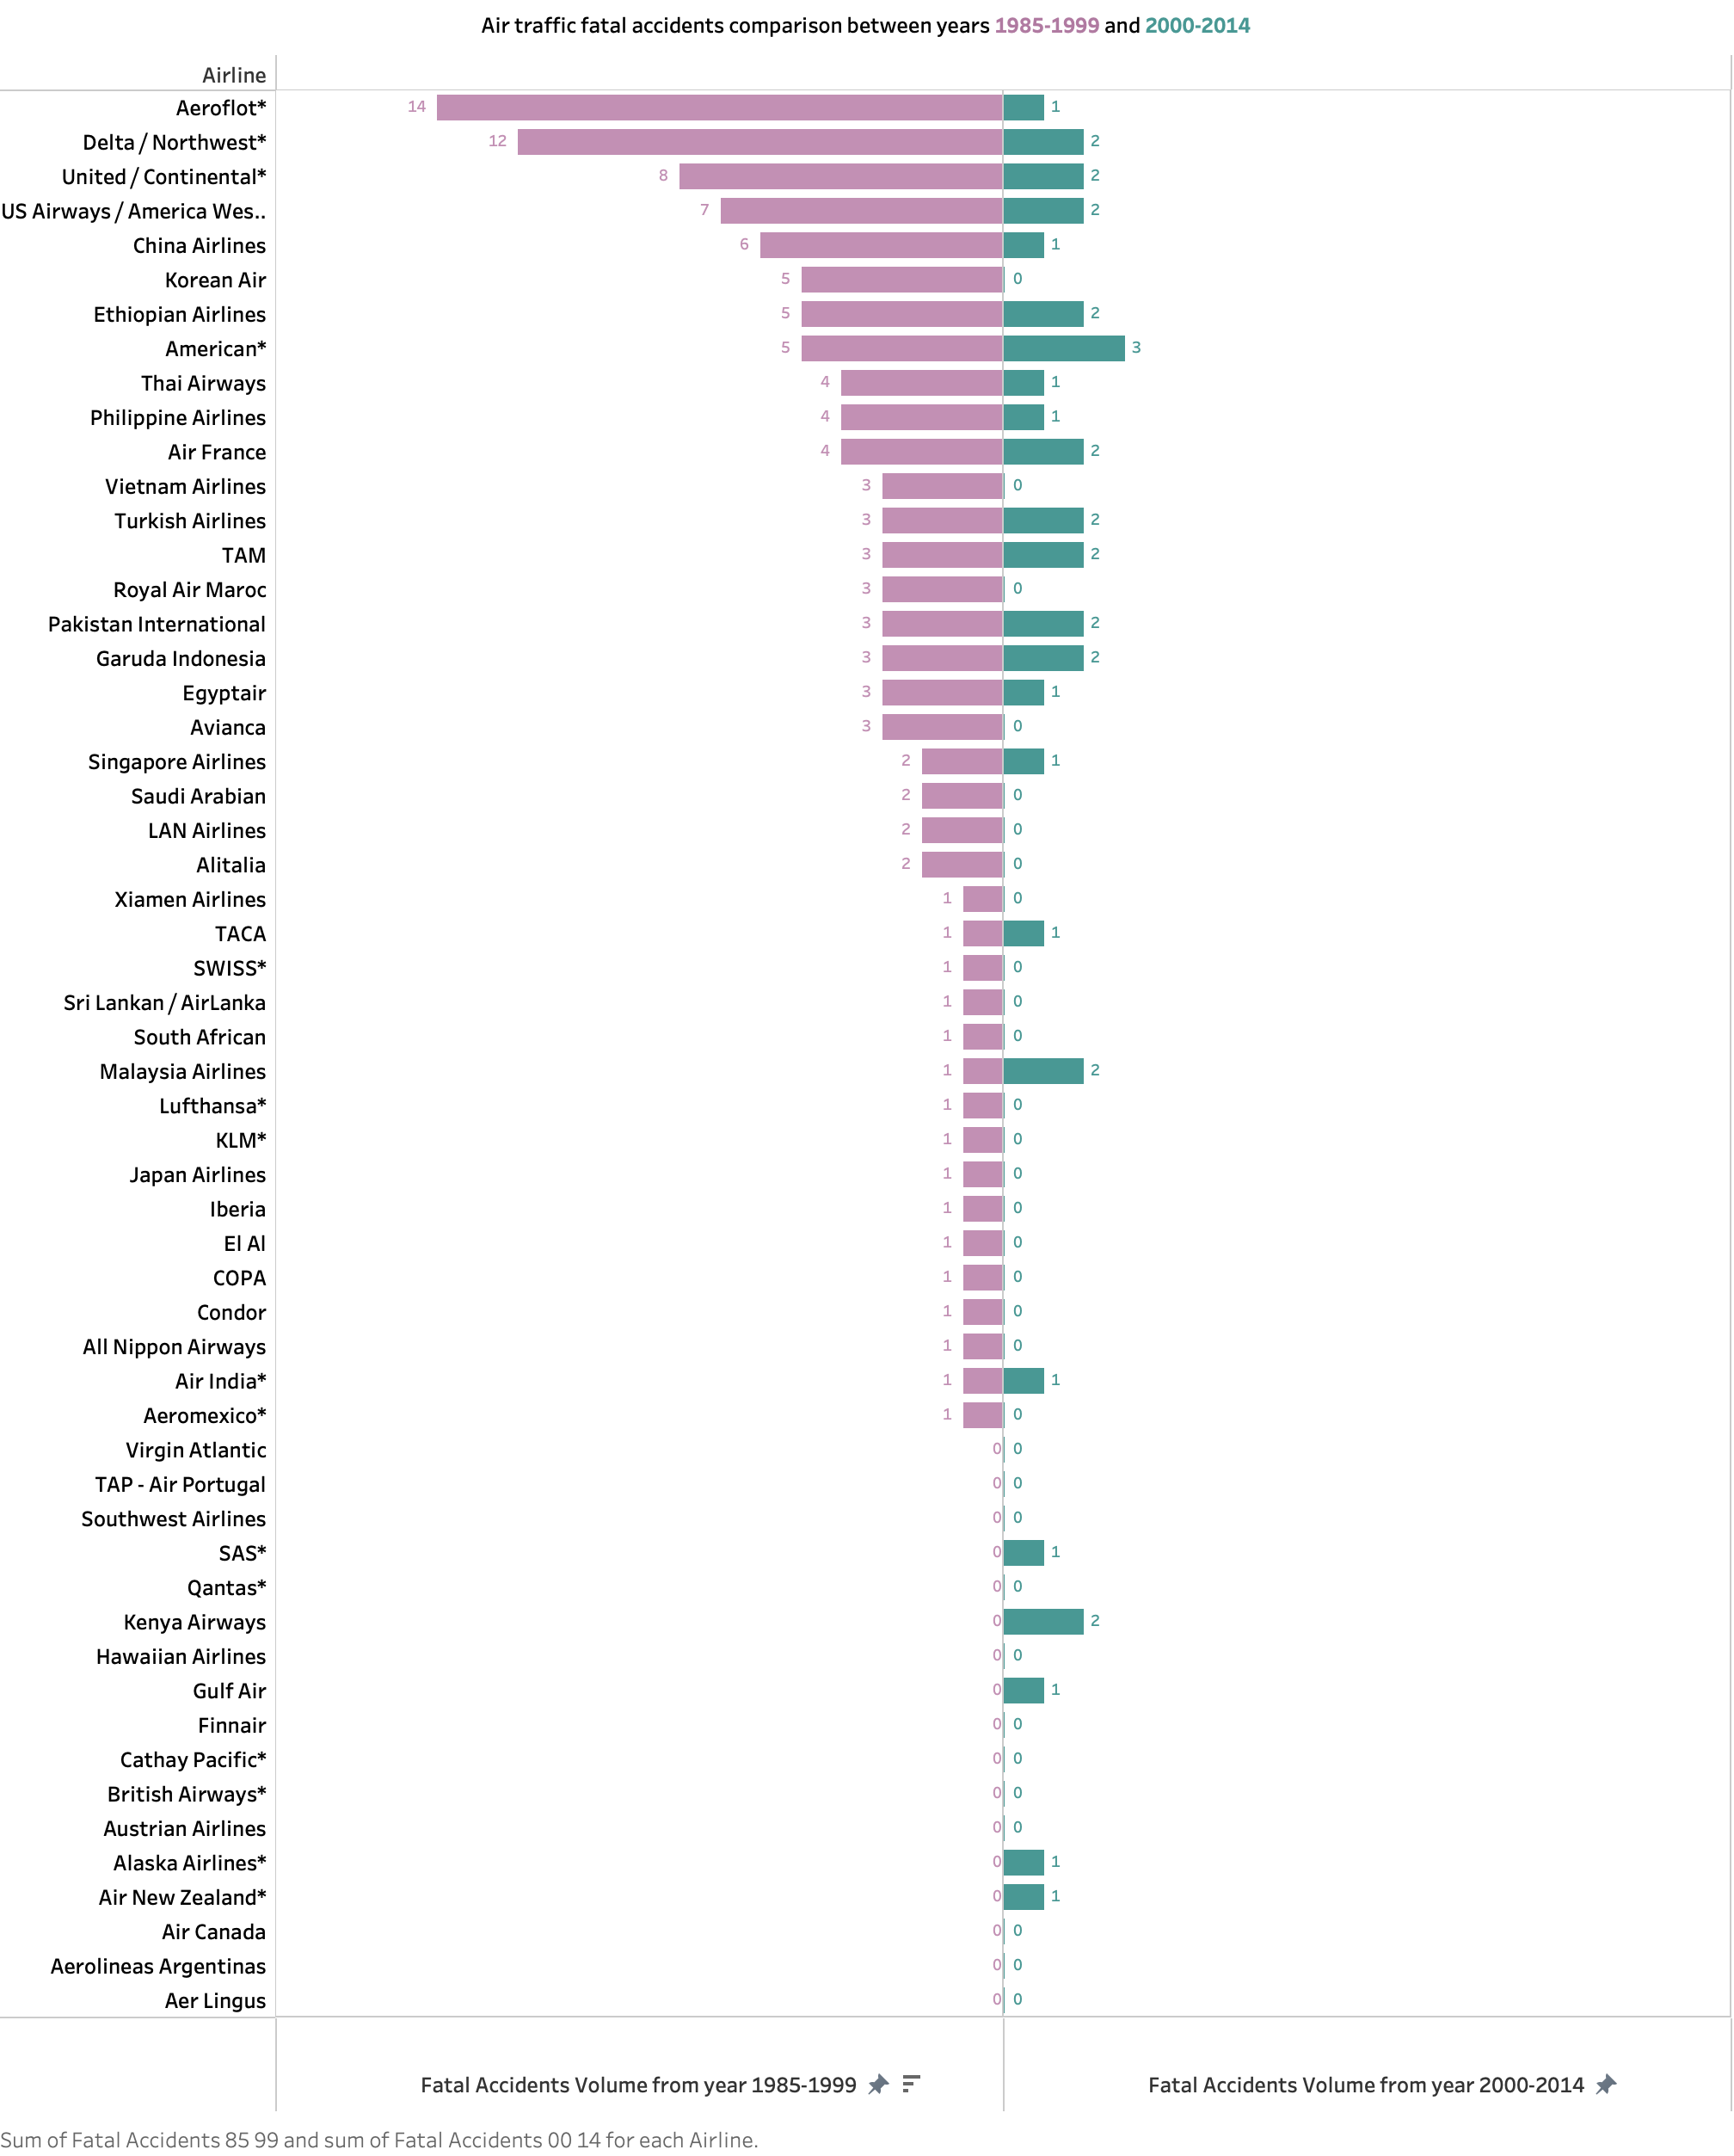 Air traffic fatal accidents comparison between years 1985-1999 and 2000-2014
Airline
Aeroflot* 14 1
Delta / Northwest* 12 2
United / Continental* 8 2
US Airways / America Wes.. 7 2
China Airlines 6 1
Korean Air 5 0
Ethiopian Airlines 5 2
American* 5 3
Thai Airways 4 1
Philippine Airlines 4 1
Air France 4 2
Vietnam Airlines 3 0
Turkish Airlines 3 2
TAM 3 2
Royal Air Maroc 3 0
Pakistan International 3 2
Garuda Indonesia 3 2
Egyptair 3 1
Avianca 3 0
Singapore Airlines 2 1
Saudi Arabian 2 0
LAN Airlines 2 0
Alitalia 2 0
Xiamen Airlines 1 0
TACA 1 1
SWISS* 1 0
Sri Lankan / AirLanka 1 0
South African 1 0
Malaysia Airlines 1 2
Lufthansa* 1 0
KLM* 1 0
Japan Airlines 1 0
Iberia 1 0
El Al 1 0
COPA 1 0
Condor 1 0
All Nippon Airways 1 0
Air India* 1 1
Aeromexico* 1 0
Virgin Atlantic 0 0
TAP - Air Portugal 0 0
Southwest Airlines 0 0
SAS* 0 1
Qantas* 0 0
Kenya Airways 0 2
Hawaiian Airlines 0 0
Gulf Air 0 1
Finnair 0 0
Cathay Pacific* 0 0
British Airways* 0 0
Austrian Airlines 0 0
Alaska Airlines* 0 1
Air New Zealand* 0 1
Air Canada 0 0
Aerolineas Argentinas 0 0
Aer Lingus 0 0
Fatal Accidents Volume from year 1985-1999 Fatal Accidents Volume from year 2000-2014
Sum of Fatal Accidents 85 99 and sum of Fatal Accidents 00 14 for each Airline.